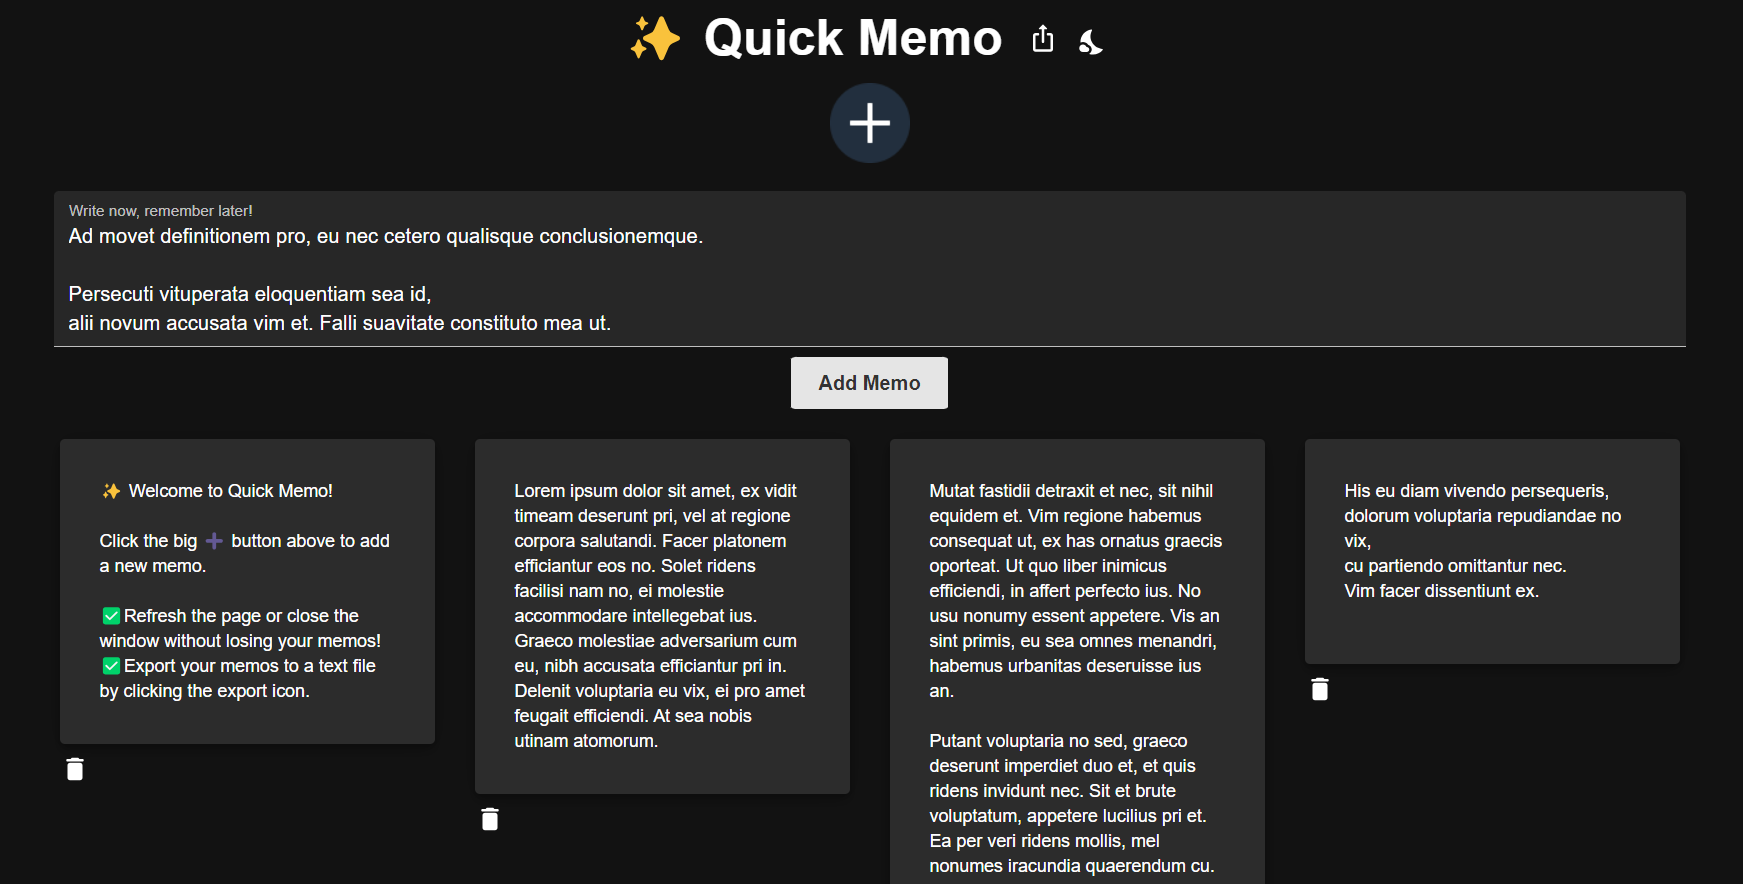 ✨ Quick Memo
Write now, remember later!
Ad movet definitionem pro, eu nec cetero qualisque conclusionemque.
Persecuti vituperata eloquentiam sea id,
alii novum accusata vim et. Falli suavitate constituto mea ut.
Add Memo
✨ Welcome to Quick Memo!
Click the big ➕ button above to add
a new memo.
✅Refresh the page or close the
window without losing your memos!
✅Export your memos to a text file
by clicking the export icon.
Lorem ipsum dolor sit amet, ex vidit
timeam deserunt pri, vel at regione
corpora salutandi. Facer platonem
efficiantur eos no. Solet ridens
facilisi nam no, ei molestie
accommodare intellegebat ius.
Graeco molestiae adversarium cum
eu, nibh accusata efficiantur pri in.
Delenit voluptaria eu vix, ei pro amet
feugait efficiendi. At sea nobis
utinam atomorum.
Mutat fastidii detraxit et nec, sit nihil
equidem et. Vim regione habemus
consequat ut, ex has ornatus graecis
oporteat. Ut quo liber inimicus
efficiendi, in affert perfecto ius. No
usu nonumy essent appetere. Vis an
sint primis, eu sea omnes menandri,
habemus urbanitas deseruisse ius
an.
Putant voluptaria no sed, graeco
deserunt imperdiet duo et, et quis
ridens invidunt nec. Sit et brute
voluptatum, appetere lucilius pri et.
Ea per veri ridens mollis, mel
nonumes iracundia quaerendum cu.
His eu diam vivendo persequeris,
dolorum voluptaria repudiandae no
vix,
cu partiendo omittantur nec.
Vim facer dissentiunt ex.